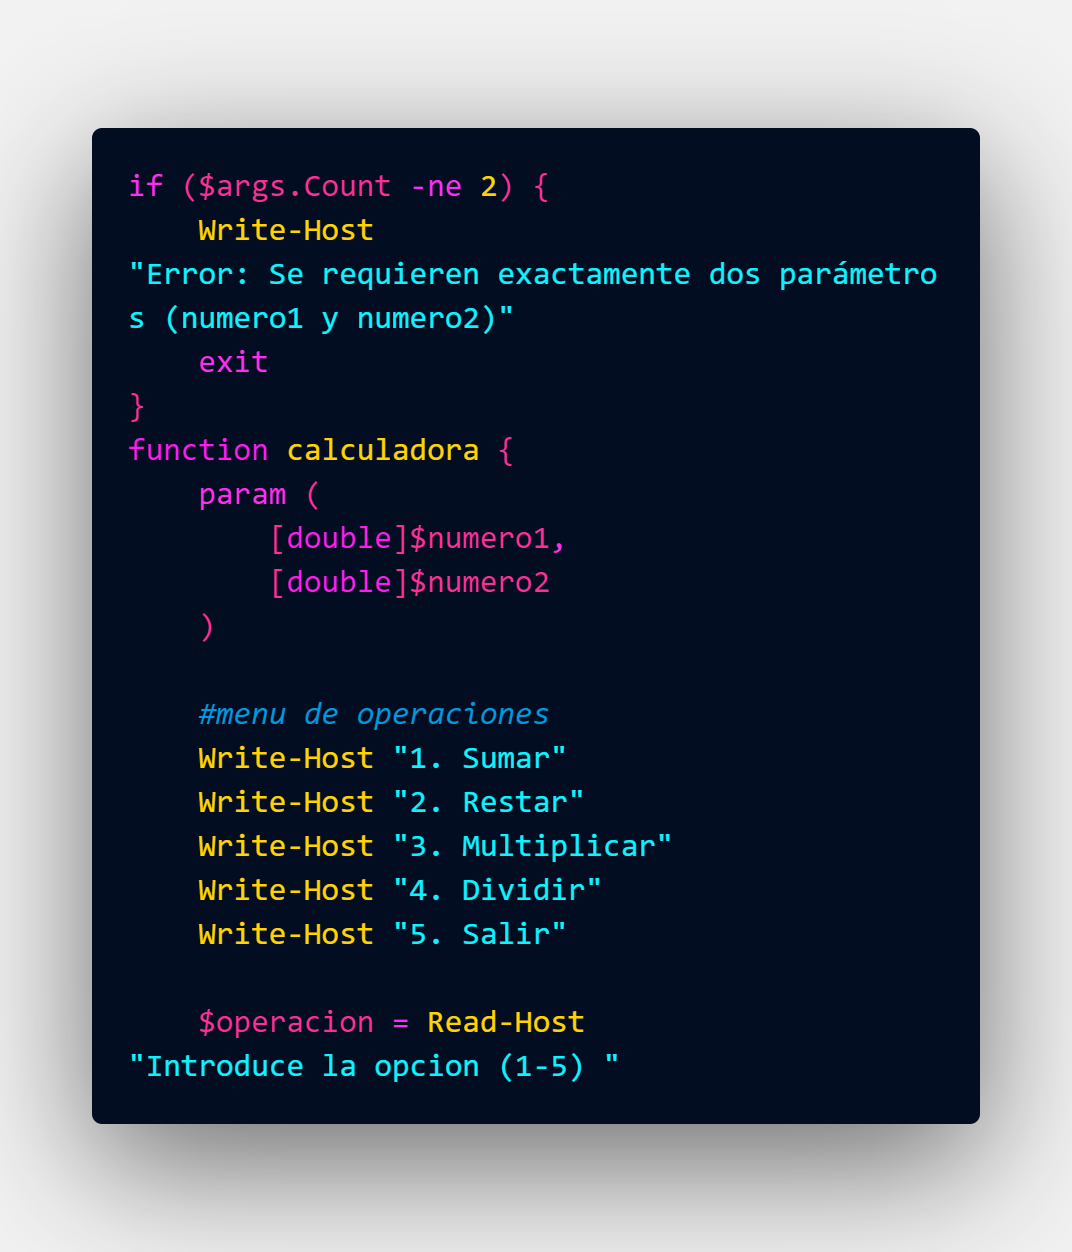 if ($args.Count -ne 2) {
    Write-Host
"Error: Se requieren exactamente dos parámetro
s (numero1 y numero2)"
    exit
}
function calculadora {
    param (
        [double]$numero1,
        [double]$numero2
    )
    #menu de operaciones
    Write-Host "1. Sumar"
    Write-Host "2. Restar"
    Write-Host "3. Multiplicar"
    Write-Host "4. Dividir"
    Write-Host "5. Salir"
    $operacion = Read-Host
"Introduce la opcion (1-5) "